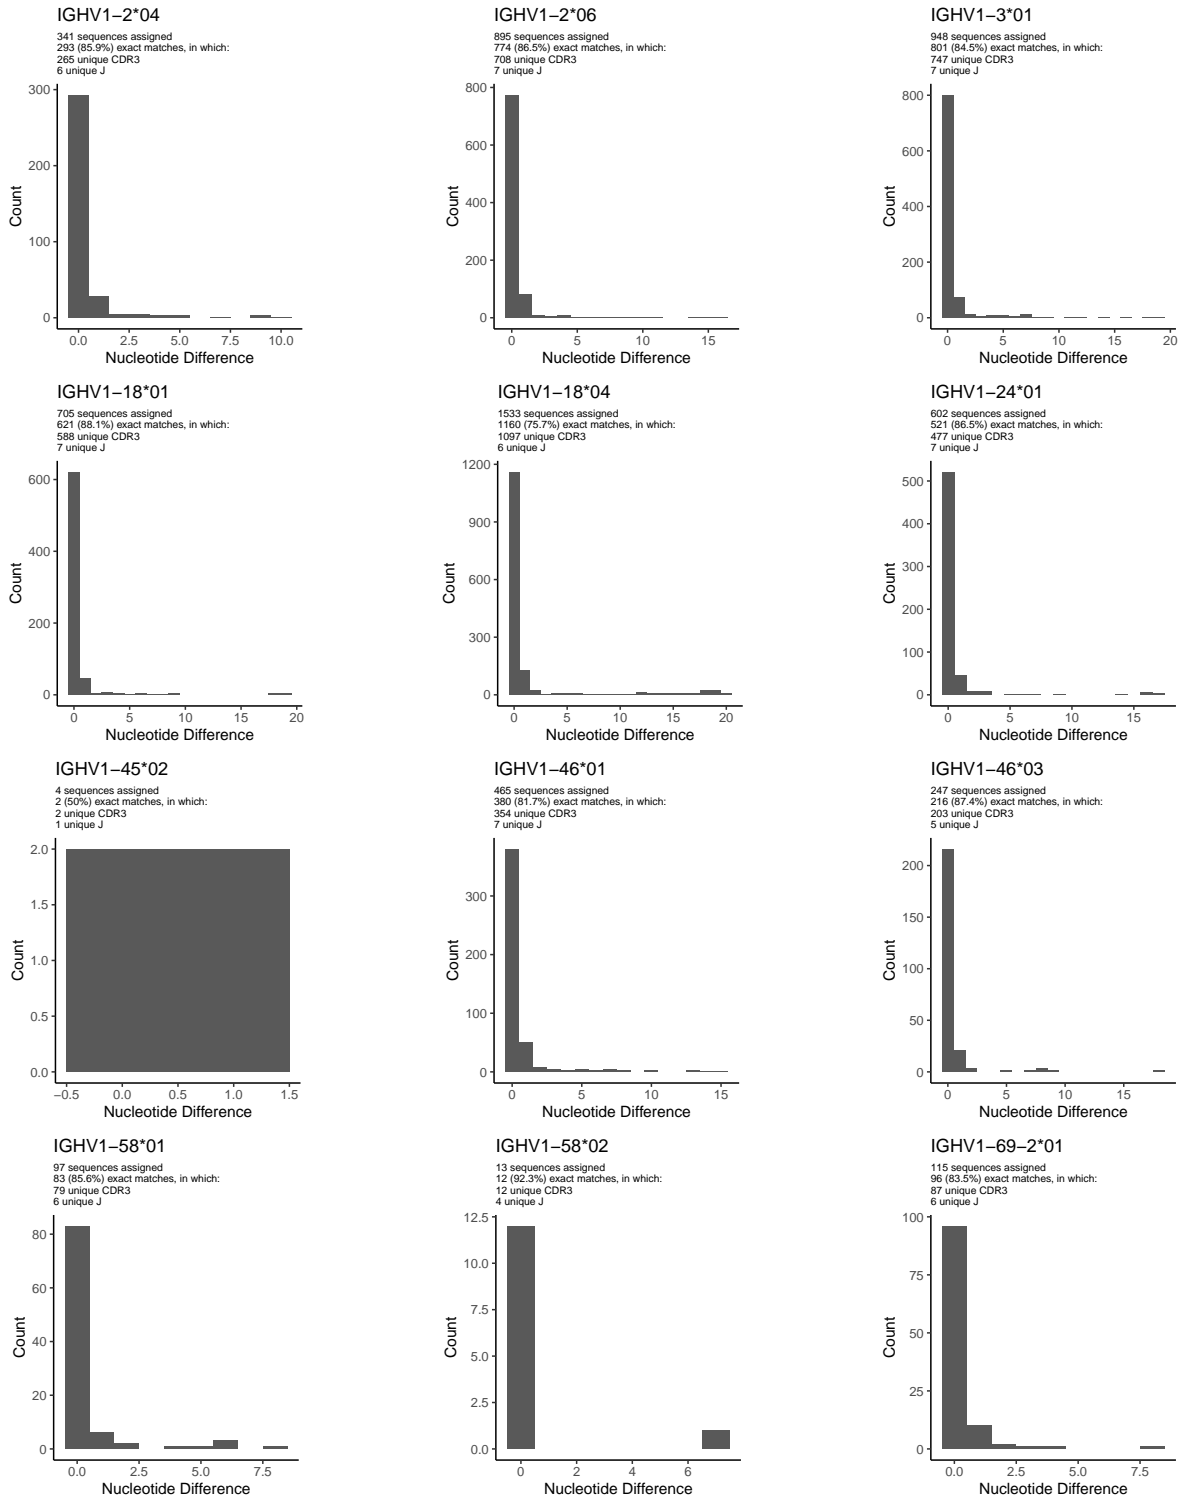 IGHV1−2*04
341 sequences assigned
293 (85.9%) exact matches, in which:
265 unique CDR3
6 unique J
300
200
100
0
Count
0.0 2.5 5.0 7.5 10.0
Nucleotide Difference
IGHV1−2*06
895 sequences assigned
774 (86.5%) exact matches, in which:
708 unique CDR3
7 unique J
800
600
400
200
0
Count
0 5 10 15
Nucleotide Difference
IGHV1−3*01
948 sequences assigned
801 (84.5%) exact matches, in which:
747 unique CDR3
7 unique J
800
600
400
200
0
Count
0 5 10 15 20
Nucleotide Difference
IGHV1−18*01
705 sequences assigned
621 (88.1%) exact matches, in which:
588 unique CDR3
7 unique J
600
400
200
0
Count
0 5 10 15 20
Nucleotide Difference
IGHV1−18*04
1533 sequences assigned
1160 (75.7%) exact matches, in which:
1097 unique CDR3
6 unique J
1200
900
600
300
0
Count
0 5 10 15 20
Nucleotide Difference
IGHV1−24*01
602 sequences assigned
521 (86.5%) exact matches, in which:
477 unique CDR3
7 unique J
500
400
300
200
100
0
Count
0 5 10 15
Nucleotide Difference
IGHV1−45*02
4 sequences assigned
2 (50%) exact matches, in which:
2 unique CDR3
1 unique J
2.0
1.5
1.0
0.5
0.0
Count
−0.5 0.0 0.5 1.0 1.5
Nucleotide Difference
IGHV1−46*01
465 sequences assigned
380 (81.7%) exact matches, in which:
354 unique CDR3
7 unique J
300
200
100
0
Count
0 5 10 15
Nucleotide Difference
IGHV1−46*03
247 sequences assigned
216 (87.4%) exact matches, in which:
203 unique CDR3
5 unique J
200
150
100
50
0
Count
0 5 10 15
Nucleotide Difference
IGHV1−58*01
97 sequences assigned
83 (85.6%) exact matches, in which:
79 unique CDR3
6 unique J
80
60
40
20
0
Count
0.0 2.5 5.0 7.5
Nucleotide Difference
IGHV1−58*02
13 sequences assigned
12 (92.3%) exact matches, in which:
12 unique CDR3
4 unique J
12.5
10.0
7.5
5.0
2.5
0.0
Count
0 2 4 6
Nucleotide Difference
IGHV1−69−2*01
115 sequences assigned
96 (83.5%) exact matches, in which:
87 unique CDR3
6 unique J
100
75
50
25
0
Count
0.0 2.5 5.0 7.5
Nucleotide Difference